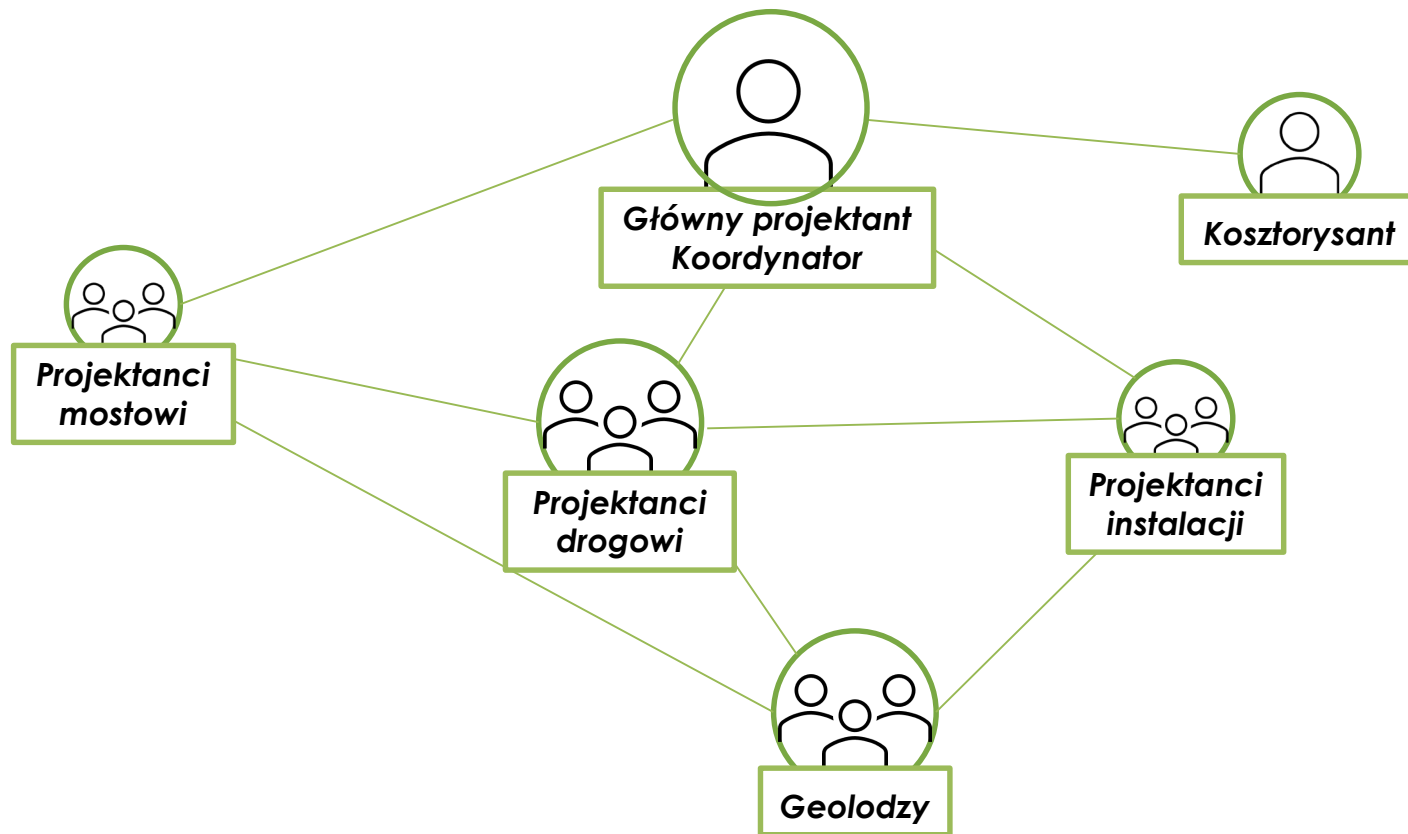 Główny projektant
Koordynator
Kosztorysant
Projektanci
mostowi
Projektanci
drogowi
Projektanci
instalacji
Geolodzy